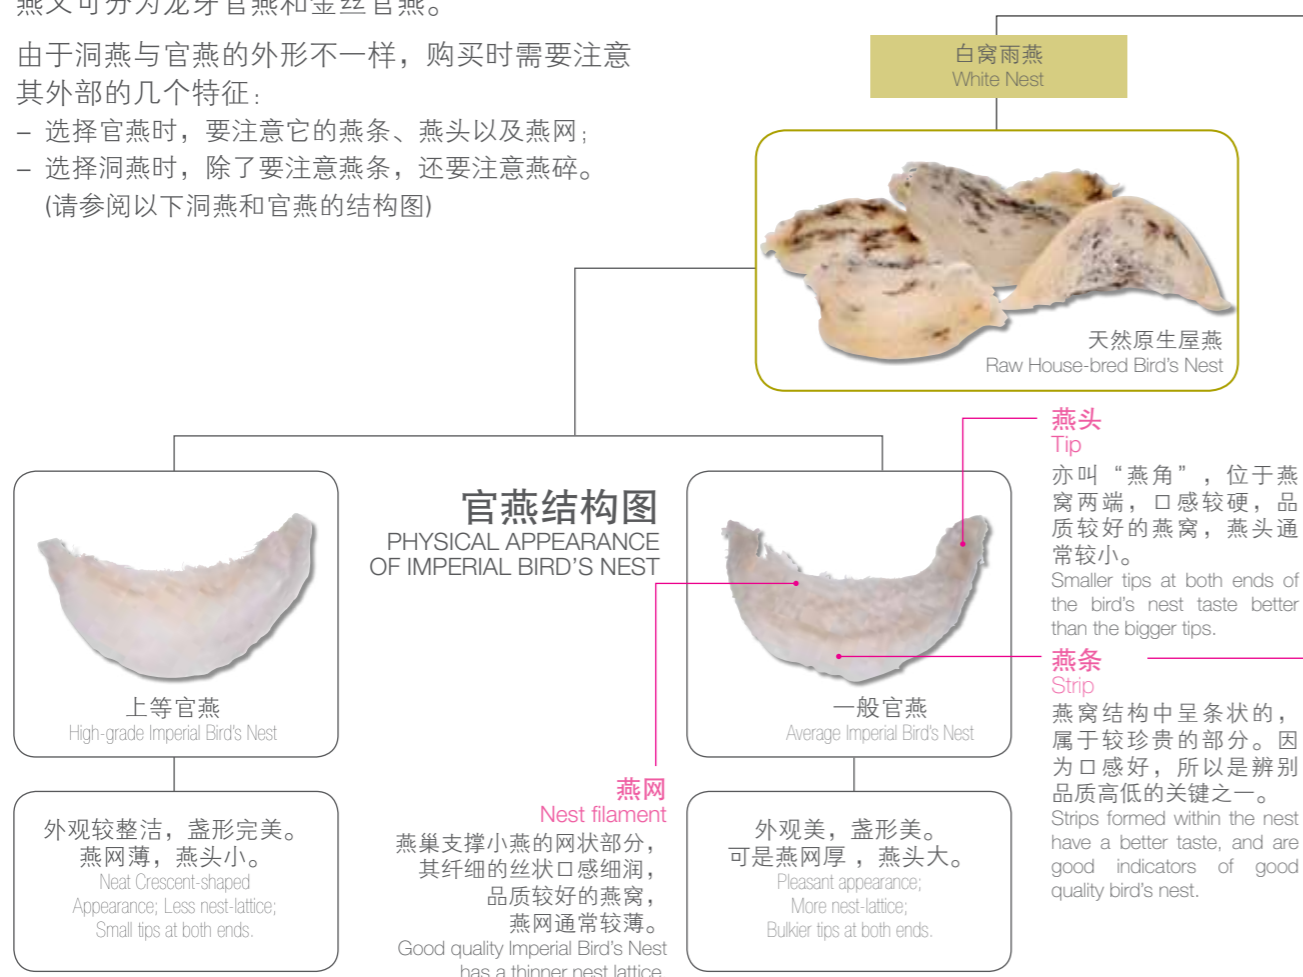 燕又可分为龙牙官燕和金丝官燕。
由于洞燕与官燕的外形不一样，购买时需要注意
其外部的几个特征：
– 选择官燕时，要注意它的燕条、燕头以及燕网；
– 选择洞燕时，除了要注意燕条，还要注意燕碎。
(请参阅以下洞燕和官燕的结构图)
白窝雨燕
White Nest
天然原生屋燕
Raw House-bred Bird's Nest
官燕结构图
PHYSICAL APPEARANCE
OF IMPERIAL BIRD'S NEST
上等官燕
High-grade Imperial Bird's Nest
外观较整洁，盏形完美。
燕网薄，燕头小。
Neat Crescent-shaped
Appearance; Less nest-lattice;
Small tips at both ends.
燕网
Nest filament
燕巢支撑小燕的网状部分，
其纤细的丝状口感细润，
品质较好的燕窝，
燕网通常较薄。
Good quality Imperial Bird's Nest
has a thinner nest lattice
一般官燕
Average Imperial Bird's Nest
外观美，盏形美。
可是燕网厚 ，燕头大。
Pleasant appearance;
More nest-lattice;
Bulkier tips at both ends.
燕头
Tip
亦叫“燕角”，位于燕
窝两端，口感较硬，品
质较好的燕窝，燕头通
常较小。
Smaller tips at both ends of
the bird's nest taste better
than the bigger tips.
燕条
Strip
燕窝结构中呈条状的，
属于较珍贵的部分。因
为口感好，所以是辨别
品质高低的关键之一。
Strips formed within the nest
have a better taste, and are
good indicators of good
quality bird's nest.